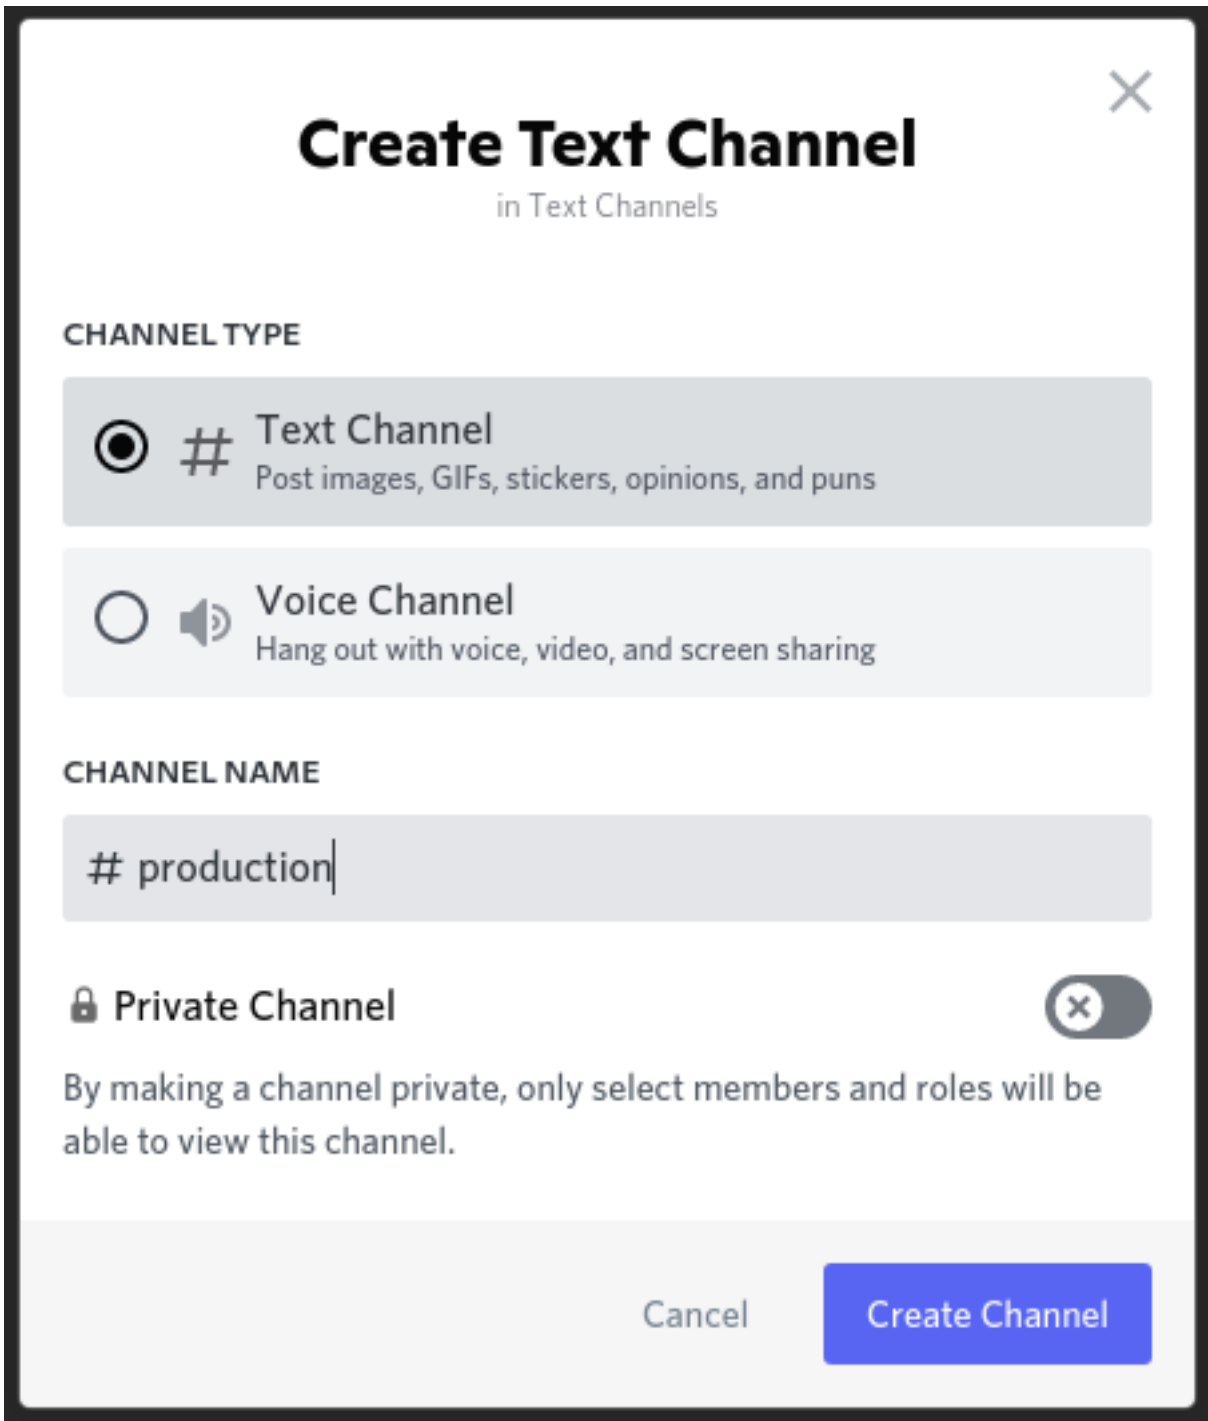 Create Text Channel
in Text Channels
CHANNEL TYPE
# Text Channel
Post images, GIFs, stickers, opinions, and puns
Voice Channel
Hang out with voice, video, and screen sharing
CHANNEL NAME
# production
Private Channel
By making a channel private, only select members and roles will be
able to view this channel.
Cancel
Create Channel